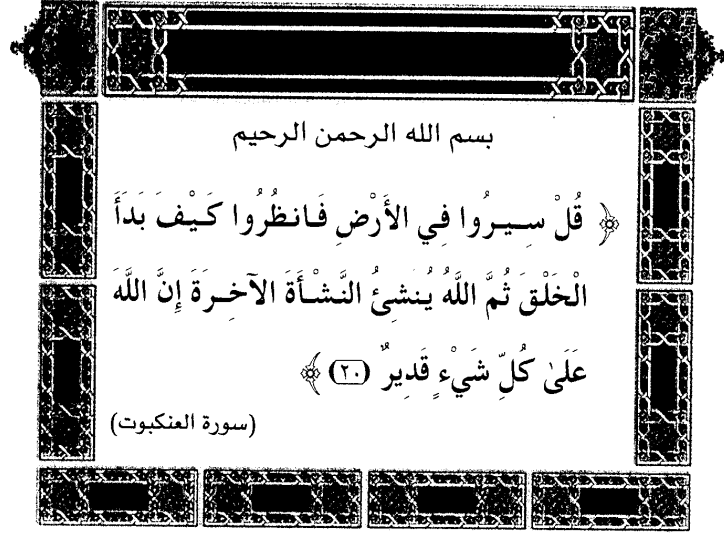 بسم الله الرحمن الرحيم
﴿ قُلْ سِيرُوا فِي الأَرْضِ فَانظُرُوا كَيْفَ بَدَأَ
الْخَلْقَ ثُمَّ اللَّهُ يُنشِئُ النَّشْأَةَ الآخِرَةَ إِنَّ اللَّهَ
عَلَىٰ كُلِّ شَيْءٍ قَدِيرٌ (٢٠) ﴾
(سورة العنكبوت)